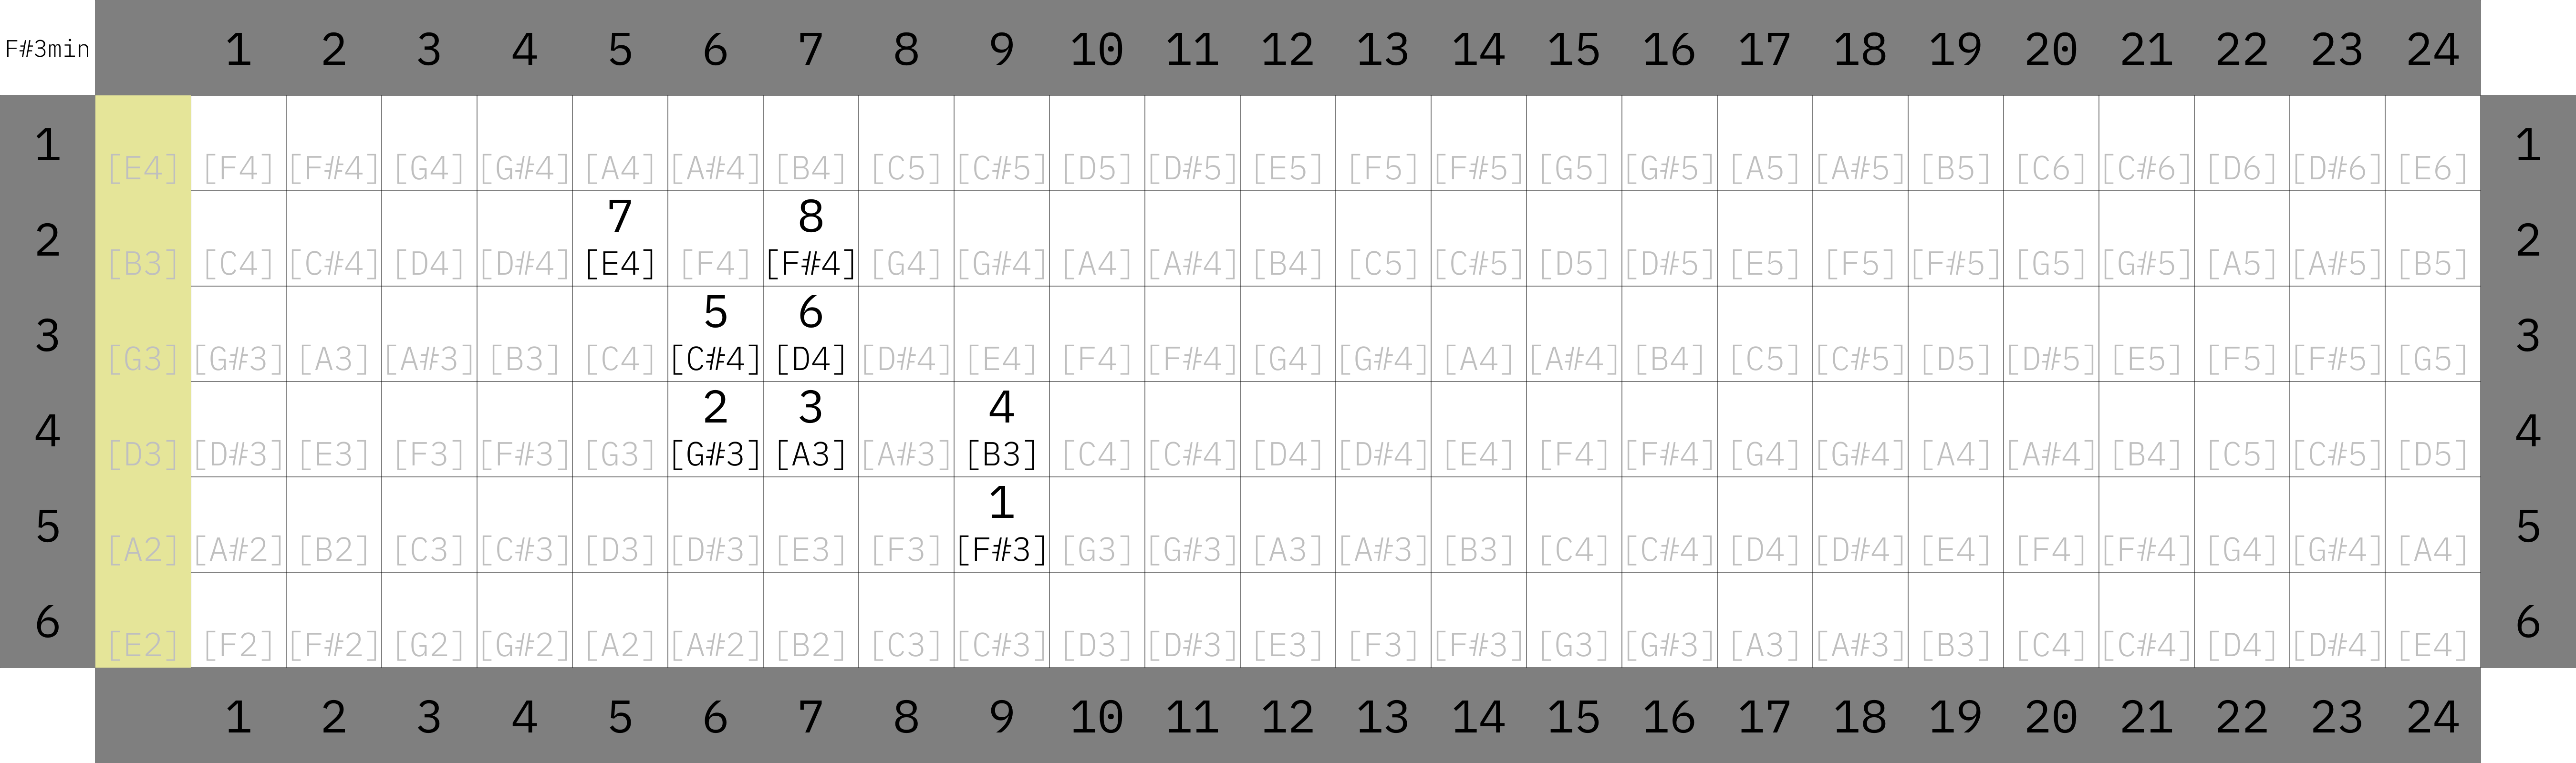 F#3min 1 2 3 4 5 6 7 8 9 10 11 12 13 14 15 16 17 18 19 20 21 22 23 24
1 [E4] [F4] [F#4] [G4] [G#4] [A4] [A#4] [B4] [C5] [C#5] [D5] [D#5] [E5] [F5] [F#5] [G5] [G#5] [A5] [A#5] [B5] [C6] [C#6] [D6] [D#6] [E6] 1
7 8
2 [B3] [C4] [C#4] [D4] [D#4] [E4] [F4] [F#4] [G4] [G#4] [A4] [A#4] [B4] [C5] [C#5] [D5] [D#5] [E5] [F5] [F#5] [G5] [G#5] [A5] [A#5] [B5] 2
5 6
3 [G3] [G#3] [A3] [A#3] [B3] [C4] [C#4] [D4] [D#4] [E4] [F4] [F#4] [G4] [G#4] [A4] [A#4] [B4] [C5] [C#5] [D5] [D#5] [E5] [F5] [F#5] [G5] 3
2 3 4
4 [D3] [D#3] [E3] [F3] [F#3] [G3] [G#3] [A3] [A#3] [B3] [C4] [C#4] [D4] [D#4] [E4] [F4] [F#4] [G4] [G#4] [A4] [A#4] [B4] [C5] [C#5] [D5] 4
1
5 [A2] [A#2] [B2] [C3] [C#3] [D3] [D#3] [E3] [F3] [F#3] [G3] [G#3] [A3] [A#3] [B3] [C4] [C#4] [D4] [D#4] [E4] [F4] [F#4] [G4] [G#4] [A4] 5
6 [E2] [F2] [F#2] [G2] [G#2] [A2] [A#2] [B2] [C3] [C#3] [D3] [D#3] [E3] [F3] [F#3] [G3] [G#3] [A3] [A#3] [B3] [C4] [C#4] [D4] [D#4] [E4] 6
1 2 3 4 5 6 7 8 9 10 11 12 13 14 15 16 17 18 19 20 21 22 23 24